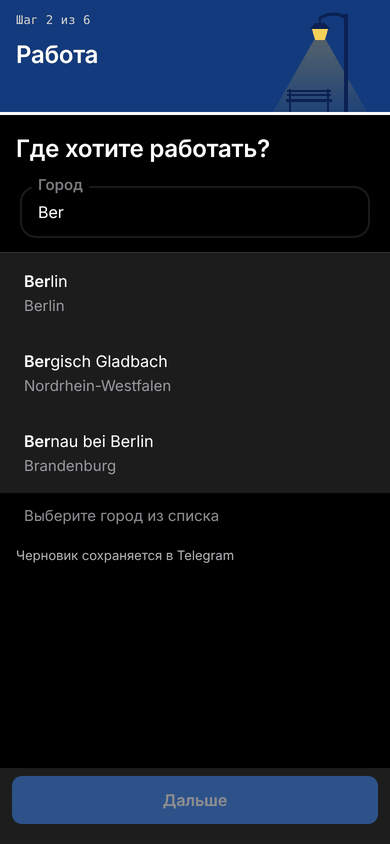 Шаг 2 из 6
Работа
Где хотите работать?
Город
Ber
Berlin
Berlin
Bergisch Gladbach
Nordrhein-Westfalen
Bernau bei Berlin
Brandenburg
Выберите город из списка
Черновик сохраняется в Telegram
Дальше